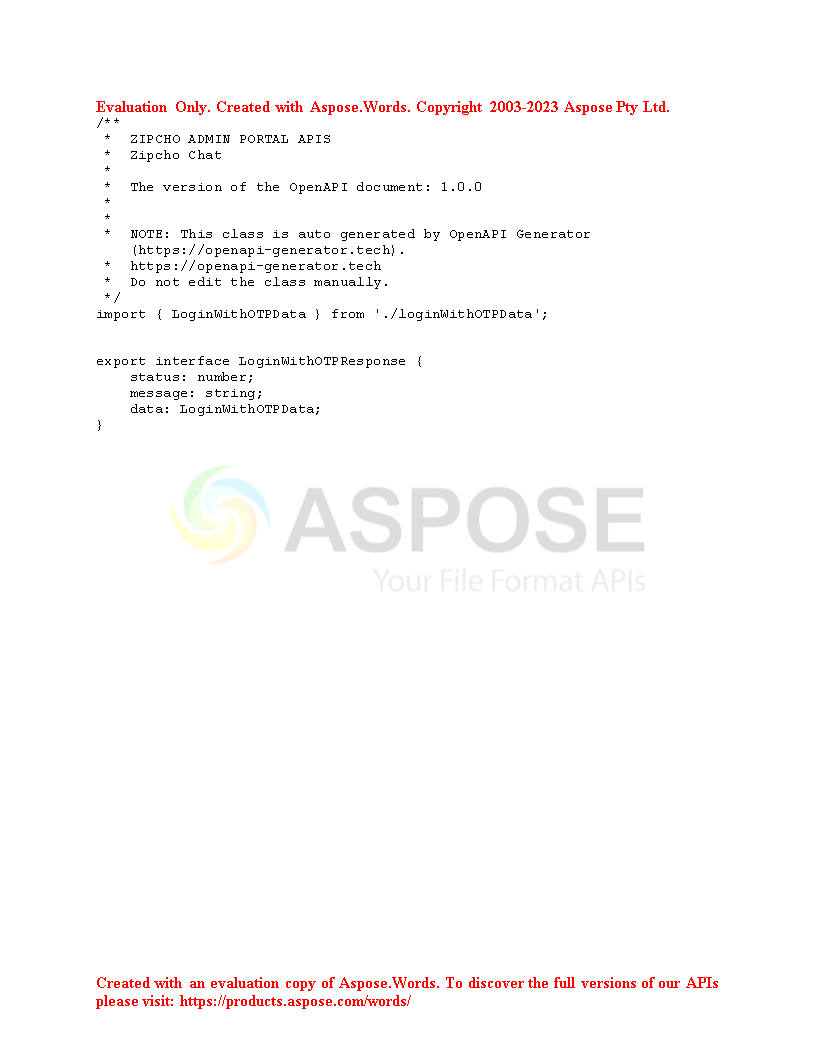 Evaluation Only. Created with Aspose.Words. Copyright 2003-2023 Aspose Pty Ltd.
/**
 * ZIPCHO ADMIN PORTAL APIS
 * Zipcho Chat
 *
 * The version of the OpenAPI document: 1.0.0
 *
 *
 * NOTE: This class is auto generated by OpenAPI Generator
   (https://openapi-generator.tech).
 * https://openapi-generator.tech
 * Do not edit the class manually.
 */
import { LoginWithOTPData } from './loginWithOTPData';
export interface LoginWithOTPResponse {
    status: number;
    message: string;
    data: LoginWithOTPData;
}
ASPOSE
Your File Format APIs
Created with an evaluation copy of Aspose.Words. To discover the full versions of our APIs
please visit: https://products.aspose.com/words/